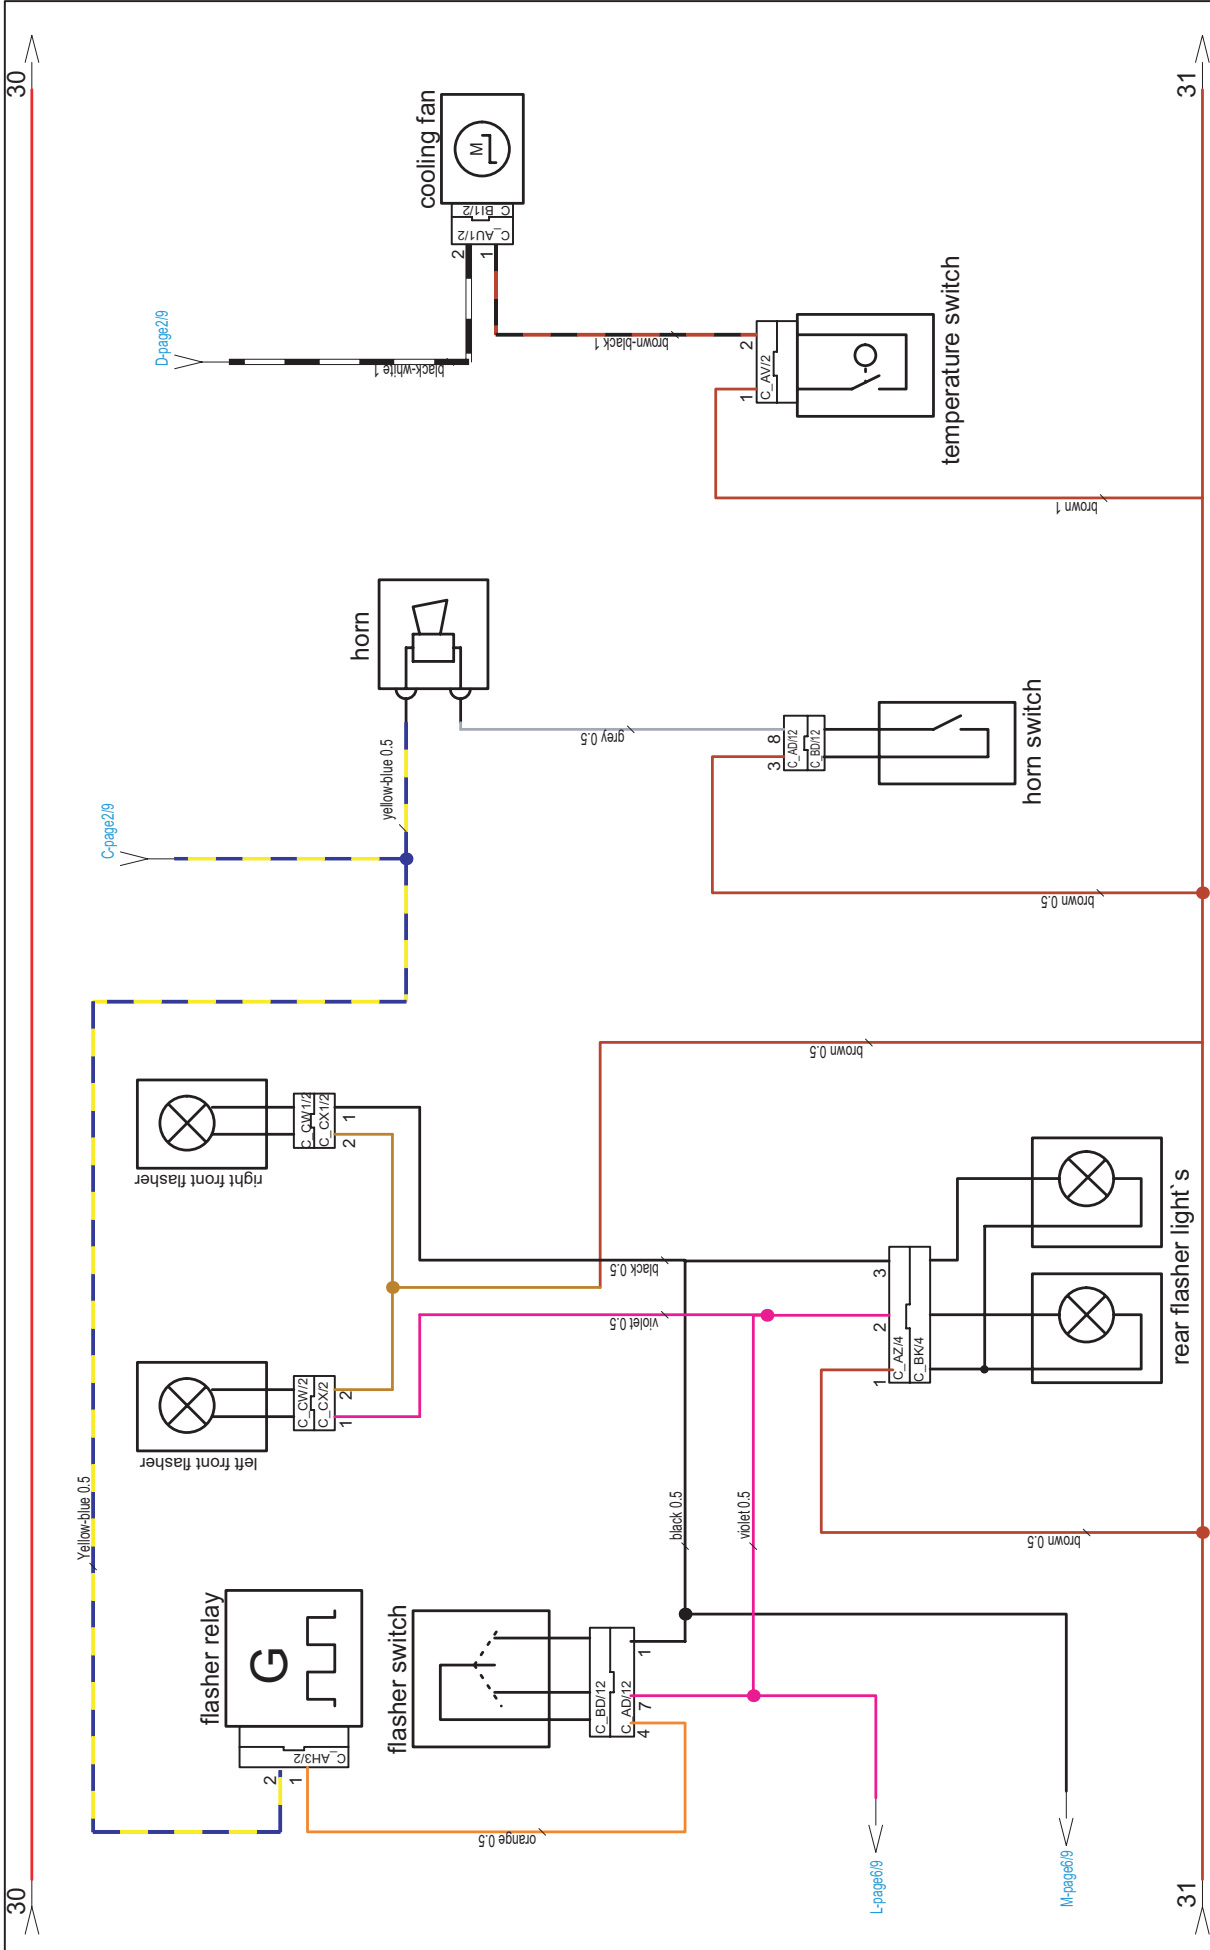 30
30
31
31
D-page2/9
black-white 1
cooling fan
C_BI1/2
C_AU1/2
2
1
brown-black 1
temperature switch
C_AV/2
2
1
brown 1
horn
C-page2/9
yellow-blue 0.5
grey 0.5
horn switch
C_AD/12
C_BD/12
8
3
brown 0.5
right front flasher
C_CW1/2
C_CX1/2
1
2
brown 0.5
black 0.5
violet 0.5
left front flasher
C_CW/2
C_CX/2
2
1
rear flasher light`s
C_AZ/4
C_BK/4
3
2
1
brown 0.5
Yellow-blue 0.5
black 0.5
violet 0.5
flasher relay
G
C_AH3/2
2
1
flasher switch
C_BD/12
C_AD/12
1
7
4
orange 0.5
L-page6/9
M-page6/9
M